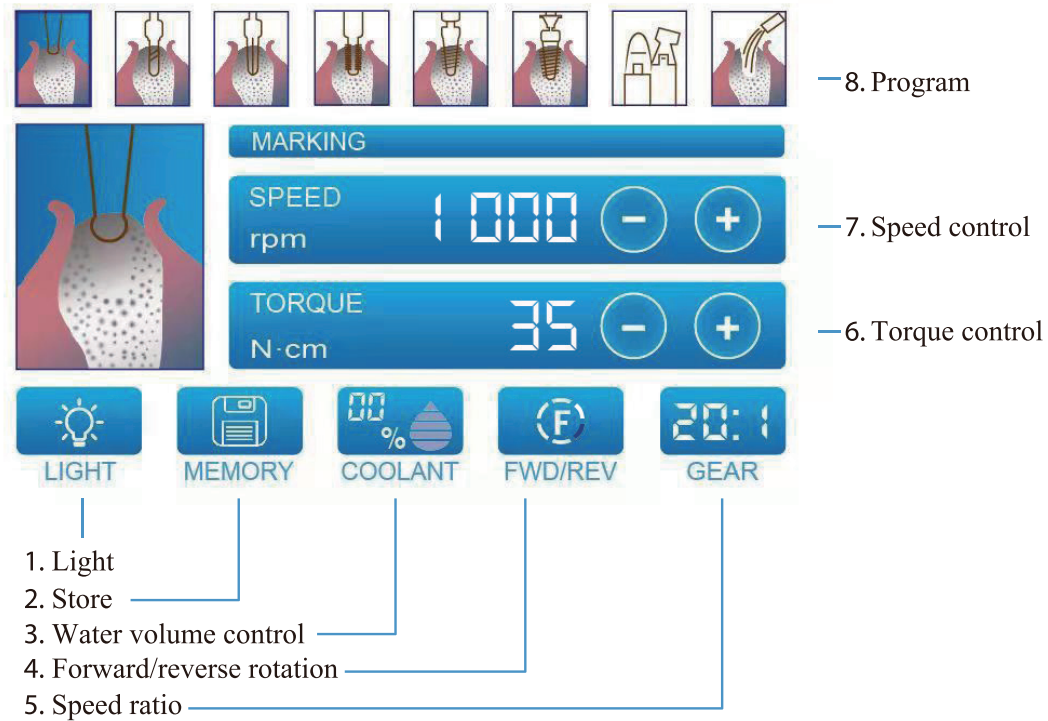 8. Program
MARKING
SPEED
rpm
1000
−
+
7. Speed control
TORQUE
N·cm
35
−
+
6. Torque control
00
%
F
20:1
LIGHT
MEMORY
COOLANT
FWD/REV
GEAR
1. Light
2. Store
3. Water volume control
4. Forward/reverse rotation
5. Speed ratio